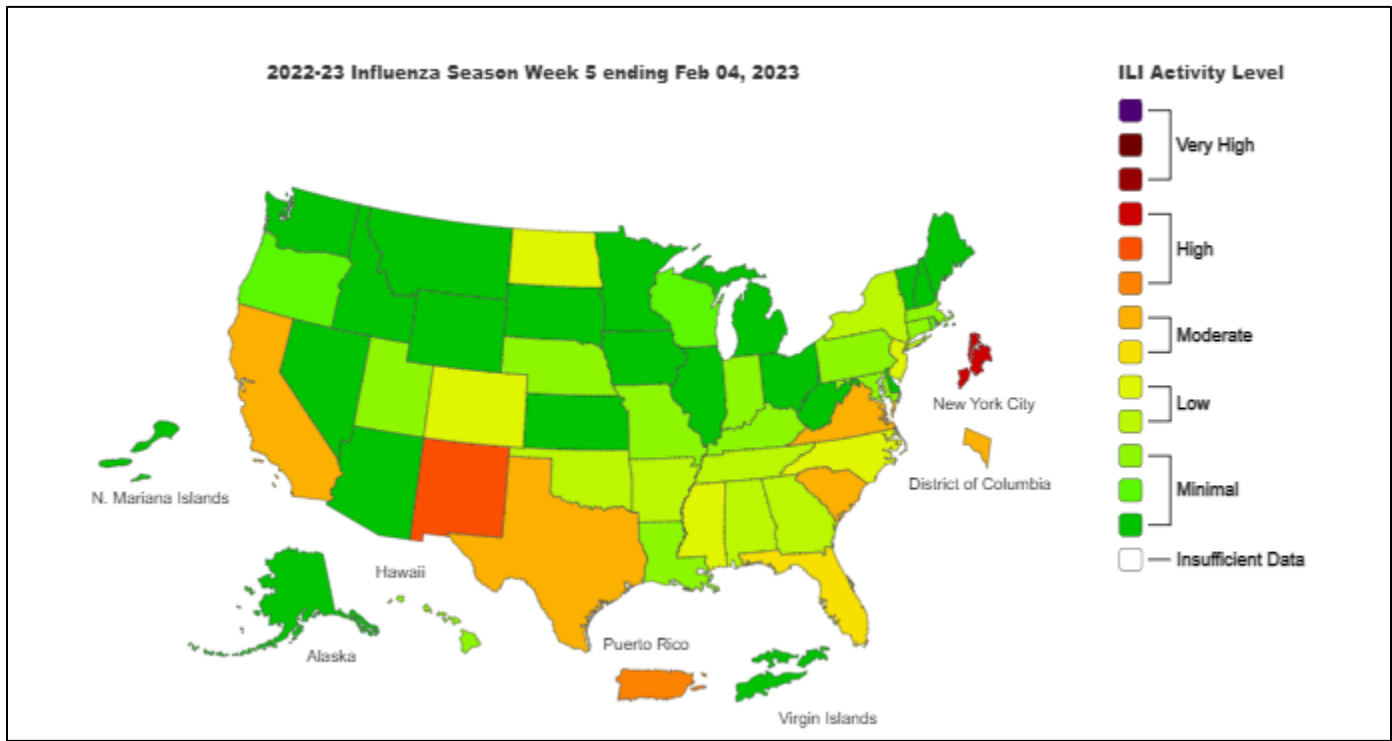 2022-23 Influenza Season Week 5 ending Feb 04, 2023
ILI Activity Level
Very High
High
Moderate
Low
Minimal
Insufficient Data
New York City
District of Columbia
N. Mariana Islands
Hawaii
Alaska
Puerto Rico
Virgin Islands